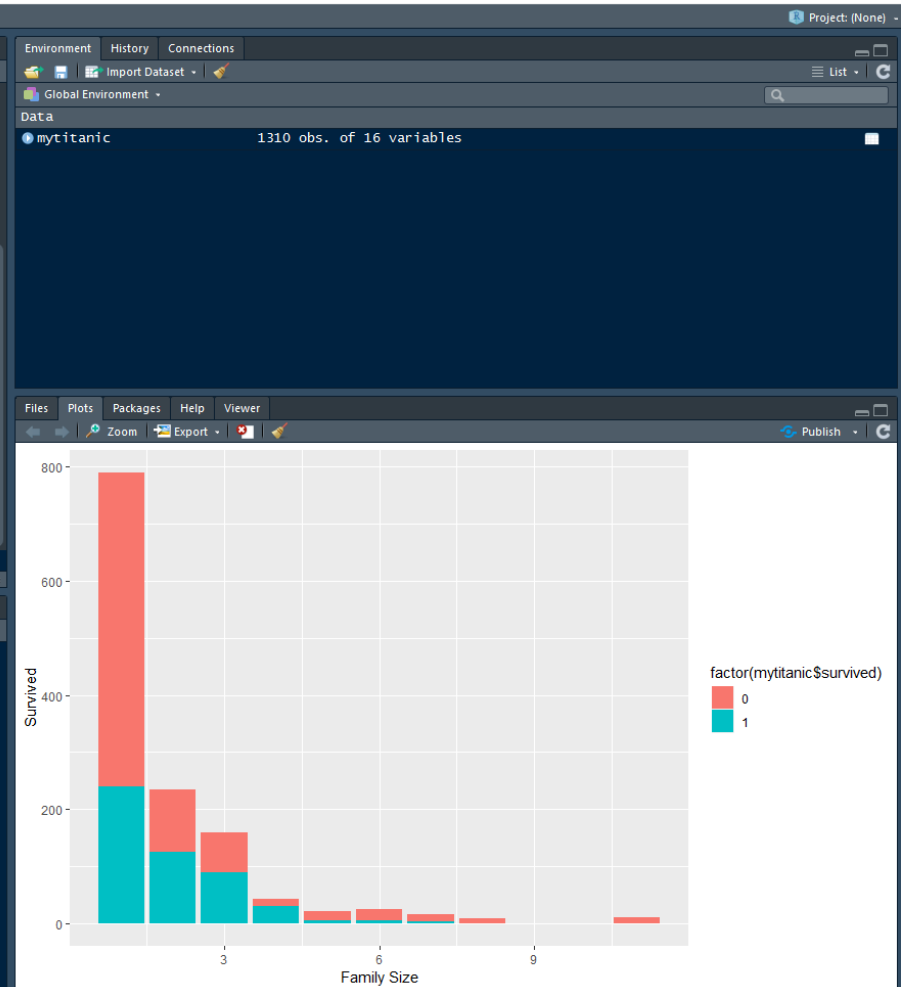 Project: (None)
Environment History Connections
Import Dataset List
Global Environment
Data
mytitanic 1310 obs. of 16 variables
Files Plots Packages Help Viewer
Zoom Export Publish
800
600
400
200
0
Survived
3 6 9
Family Size
factor(mytitanic$survived)
0
1